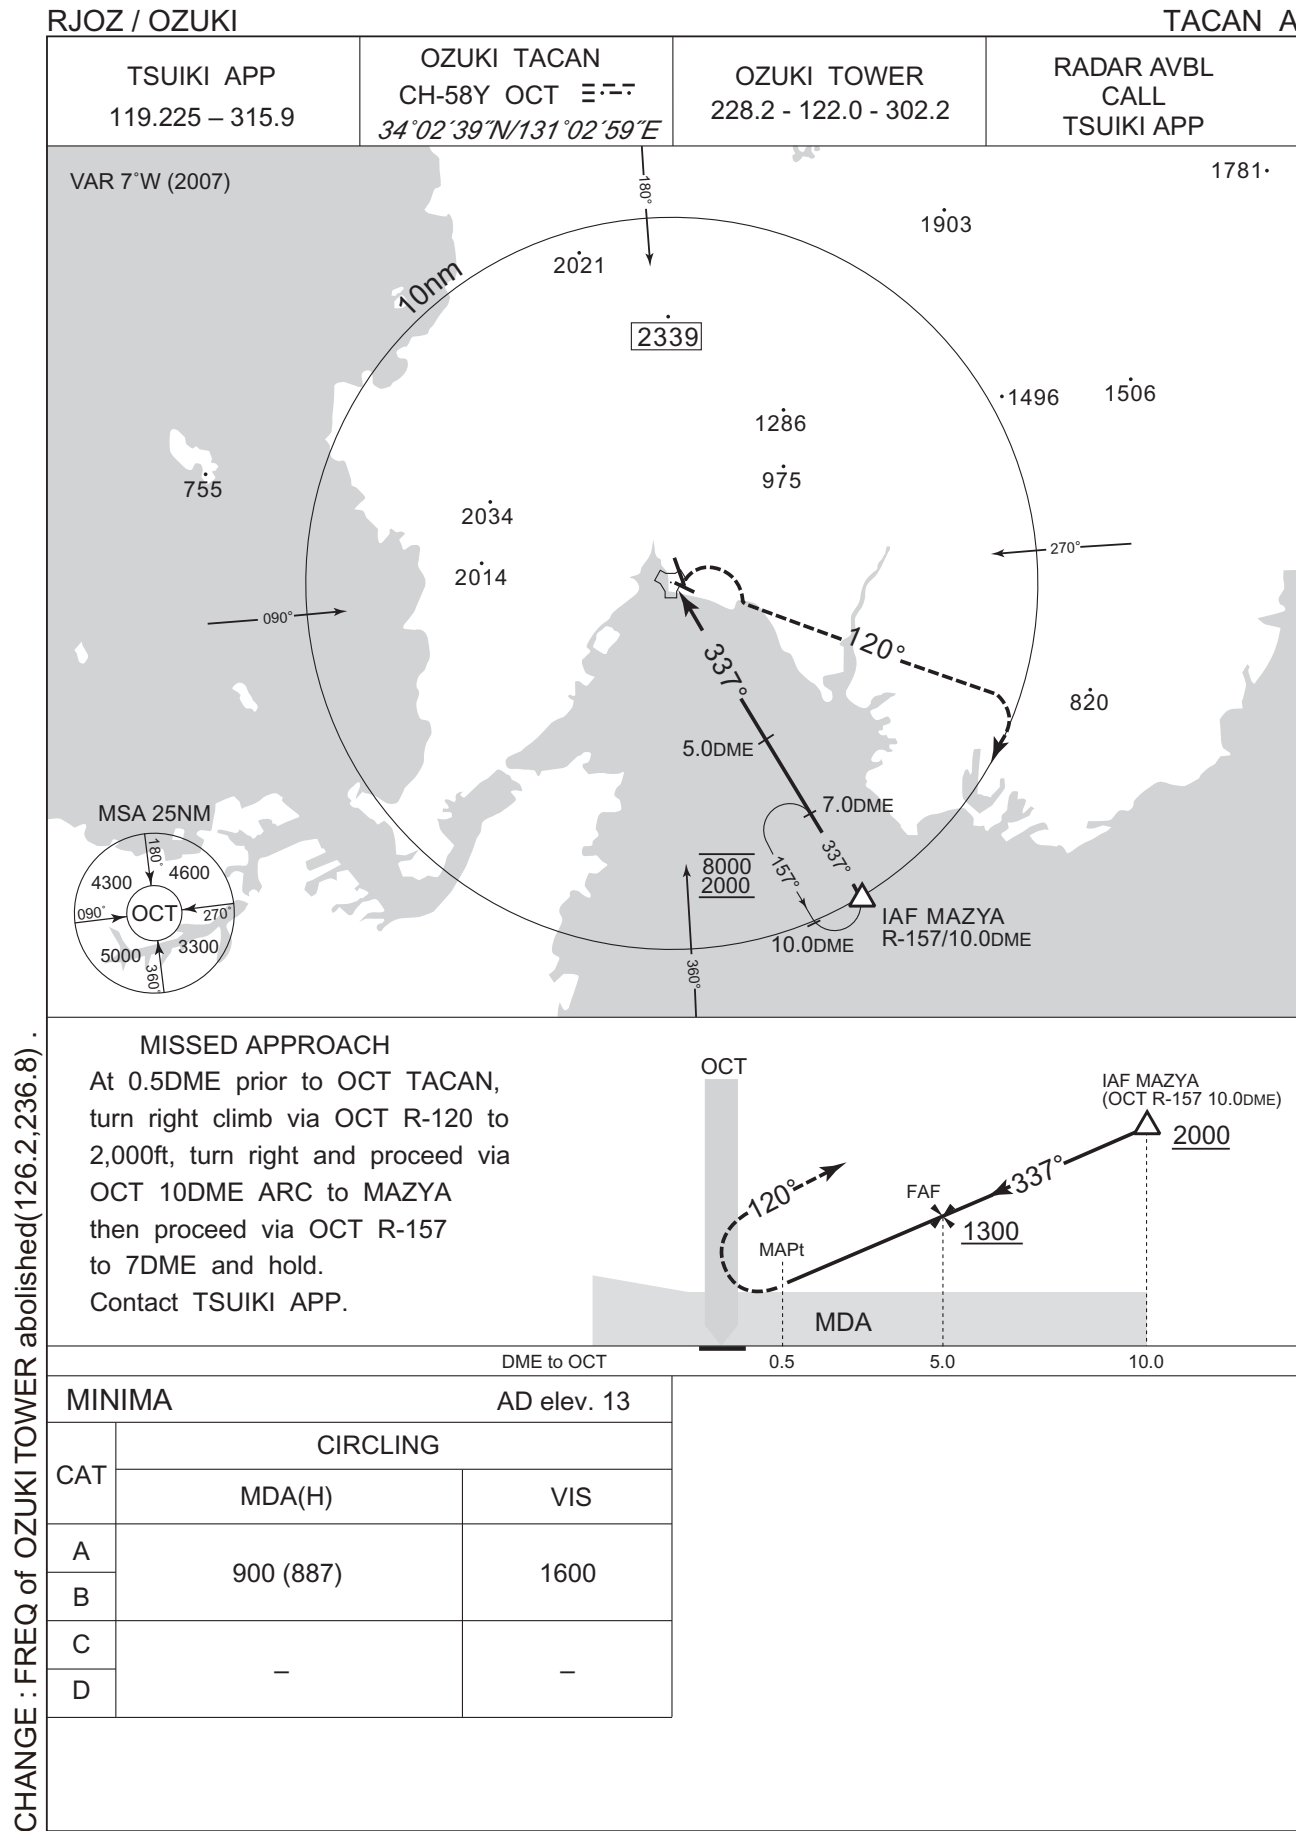 RJOZ / OZUKI
TACAN A
TSUIKI APP
119.225 – 315.9
OZUKI TACAN
CH-58Y OCT
34°02´39˝N/131°02´59˝E
OZUKI TOWER
228.2 - 122.0 - 302.2
RADAR AVBL
CALL
TSUIKI APP
VAR 7°W (2007)
180°
1781
1903
2021
10nm
2339
1496
1506
1286
975
755
2034
2014
270°
090°
120°
337°
820
5.0DME
7.0DME
337°
157°
8000
2000
IAF MAZYA
R-157/10.0DME
10.0DME
360°
MSA 25NM
180°
4300
4600
090°
OCT
270°
5000
3300
360°
MISSED APPROACH
At 0.5DME prior to OCT TACAN,
turn right climb via OCT R-120 to
2,000ft, turn right and proceed via
OCT 10DME ARC to MAZYA
then proceed via OCT R-157
to 7DME and hold.
Contact TSUIKI APP.
OCT
IAF MAZYA
(OCT R-157 10.0DME)
2000
337°
120°
FAF
1300
MAPt
MDA
DME to OCT
0.5
5.0
10.0
MINIMA
AD elev. 13
CAT
CIRCLING
MDA(H)
VIS
A
B
900 (887)
1600
C
D
–
–
CHANGE : FREQ of OZUKI TOWER abolished(126.2,236.8) .